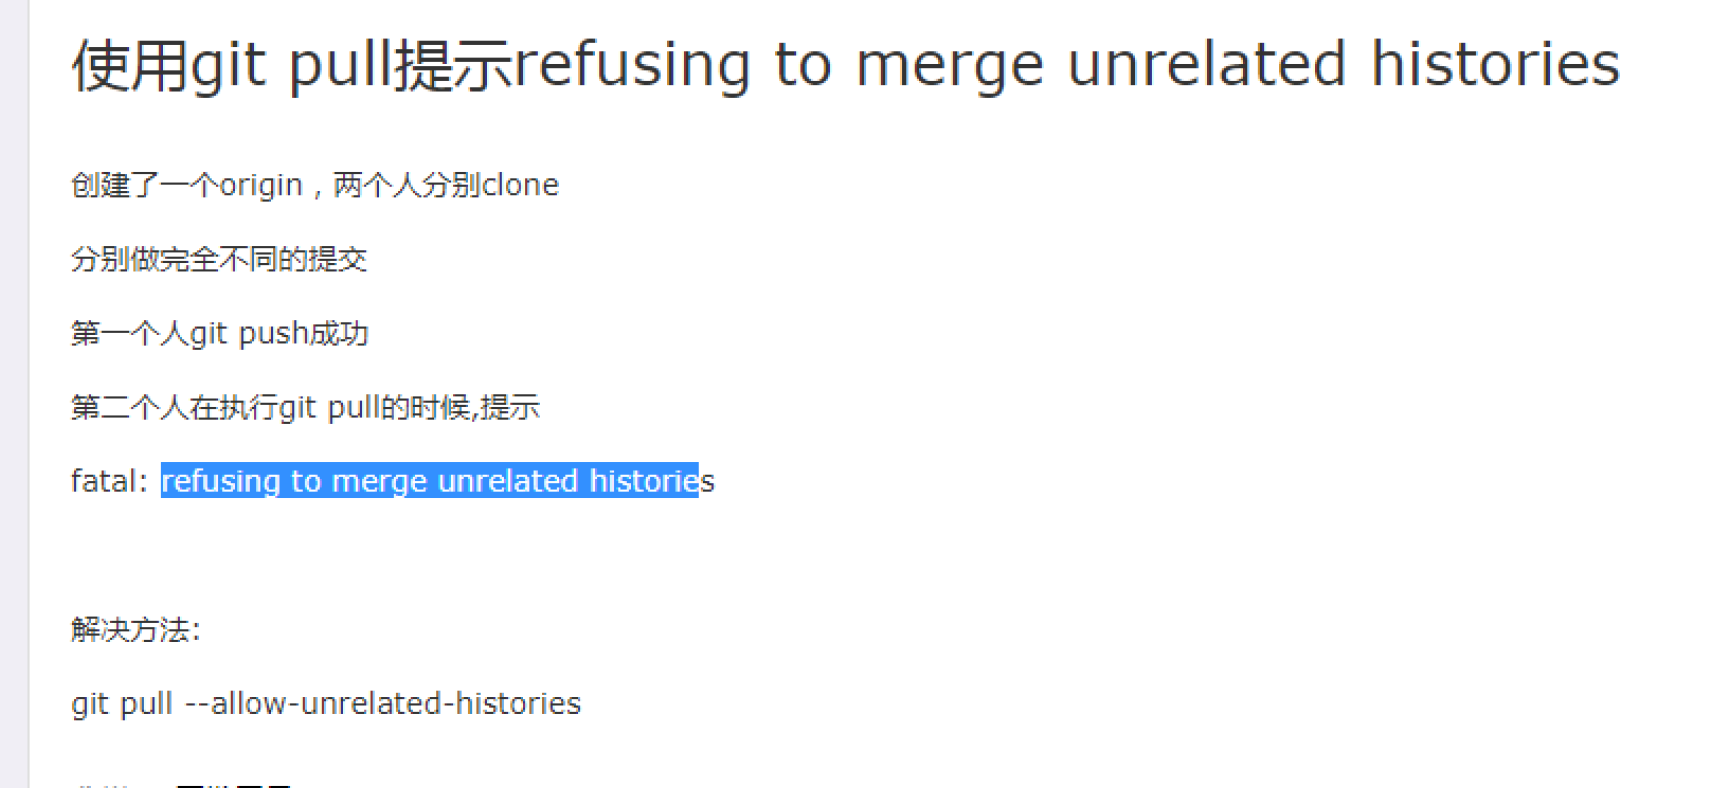 使用git pull提示refusing to merge unrelated histories
创建了一个origin，两个人分别clone
分别做完全不同的提交
第一个人git push成功
第二个人在执行git pull的时候,提示
fatal: refusing to merge unrelated histories
解决方法：
git pull --allow-unrelated-histories